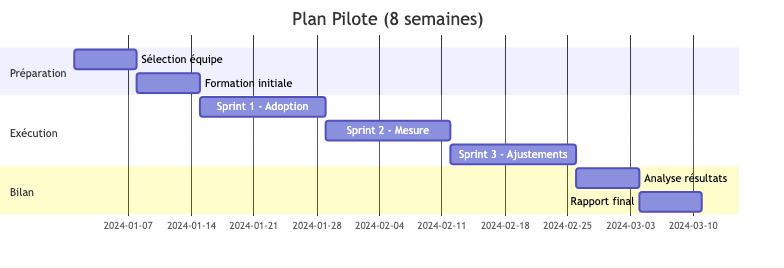 Plan Pilote (8 semaines)
Préparation
Sélection équipe
Formation initiale
Exécution
Sprint 1 - Adoption
Sprint 2 - Mesure
Sprint 3 - Ajustements
Bilan
Analyse résultats
Rapport final
2024-01-07 2024-01-14 2024-01-21 2024-01-28 2024-02-04 2024-02-11 2024-02-18 2024-02-25 2024-03-03 2024-03-10